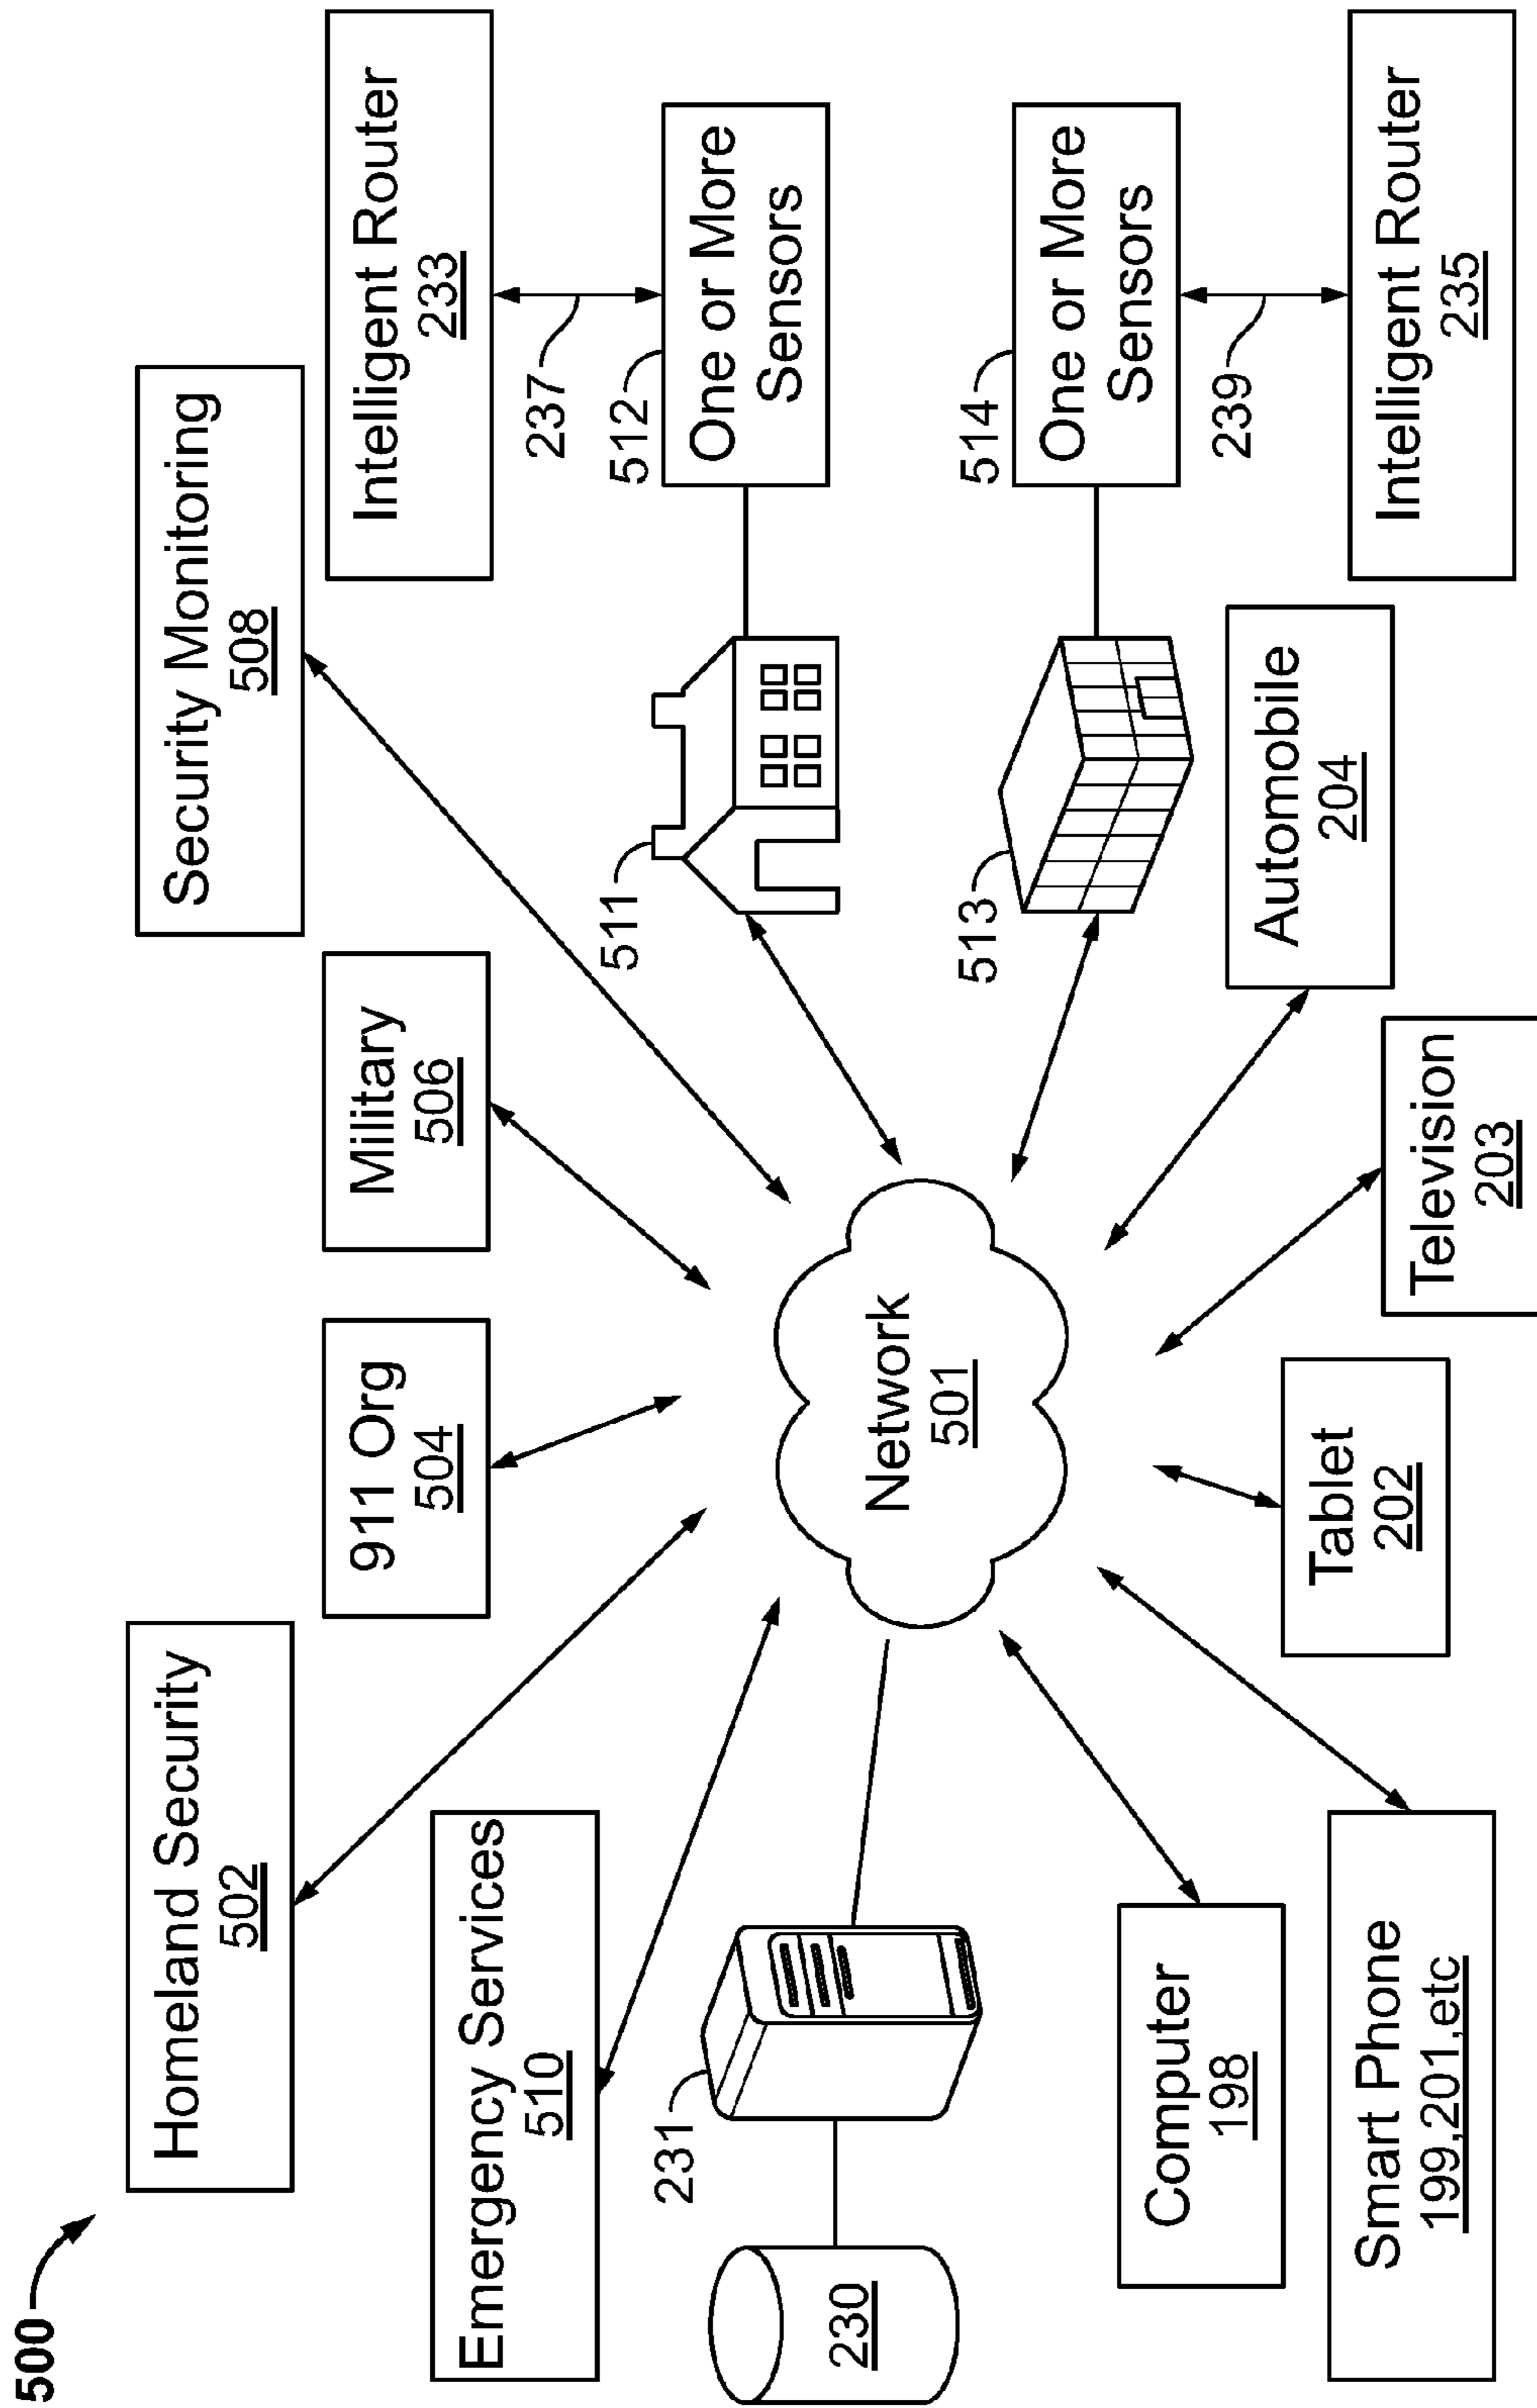 500
Homeland Security
502
Emergency Services
510
911 Org
504
Military
506
Security Monitoring
508
Intelligent Router
233
237
512
One or More
Sensors
511
231
230
Network
501
513
514
One or More
Sensors
239
Intelligent Router
235
Automobile
204
Computer
198
Smart Phone
199,201,etc
Tablet
202
Television
203